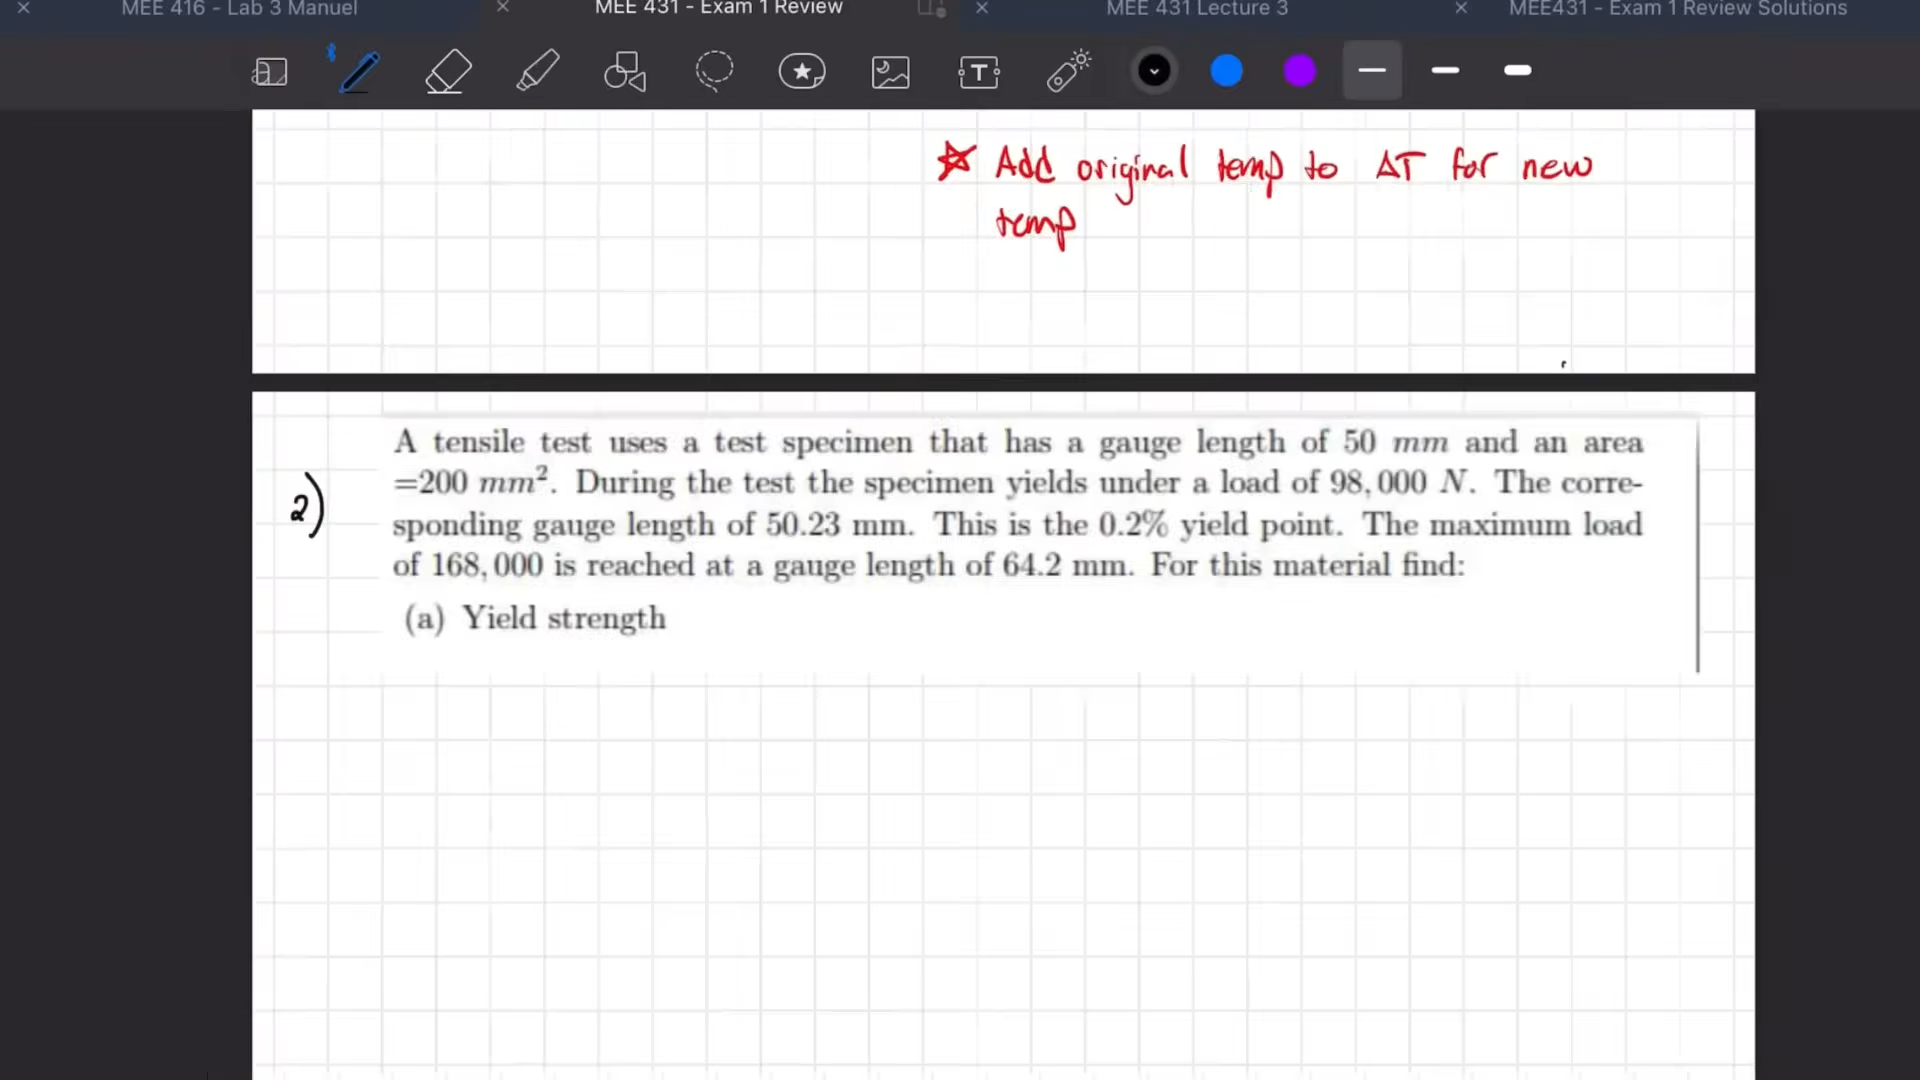 MEE 416 - Lab 3 Manuel
MEE 431 - Exam 1 Review
MEE 431 Lecture 3
MEE431 - Exam 1 Review Solutions
Add original temp to ΔT for new
temp
2)
A tensile test uses a test specimen that has a gauge length of 50 mm and an area
=200 mm². During the test the specimen yields under a load of 98,000 N. The corre-
sponding gauge length of 50.23 mm. This is the 0.2% yield point. The maximum load
of 168,000 is reached at a gauge length of 64.2 mm. For this material find:
(a) Yield strength